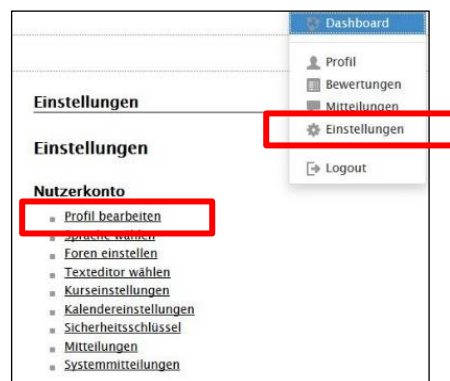 Dashboard
Profil
Bewertungen
Mitteilungen
Einstellungen
Logout
Einstellungen
Einstellungen
Nutzerkonto
Profil bearbeiten
Sprache wählen
Foren einstellen
Texteditor wählen
Kurseinstellungen
Kalendereinstellungen
Sicherheitsschlüssel
Mitteilungen
Systemmitteilungen